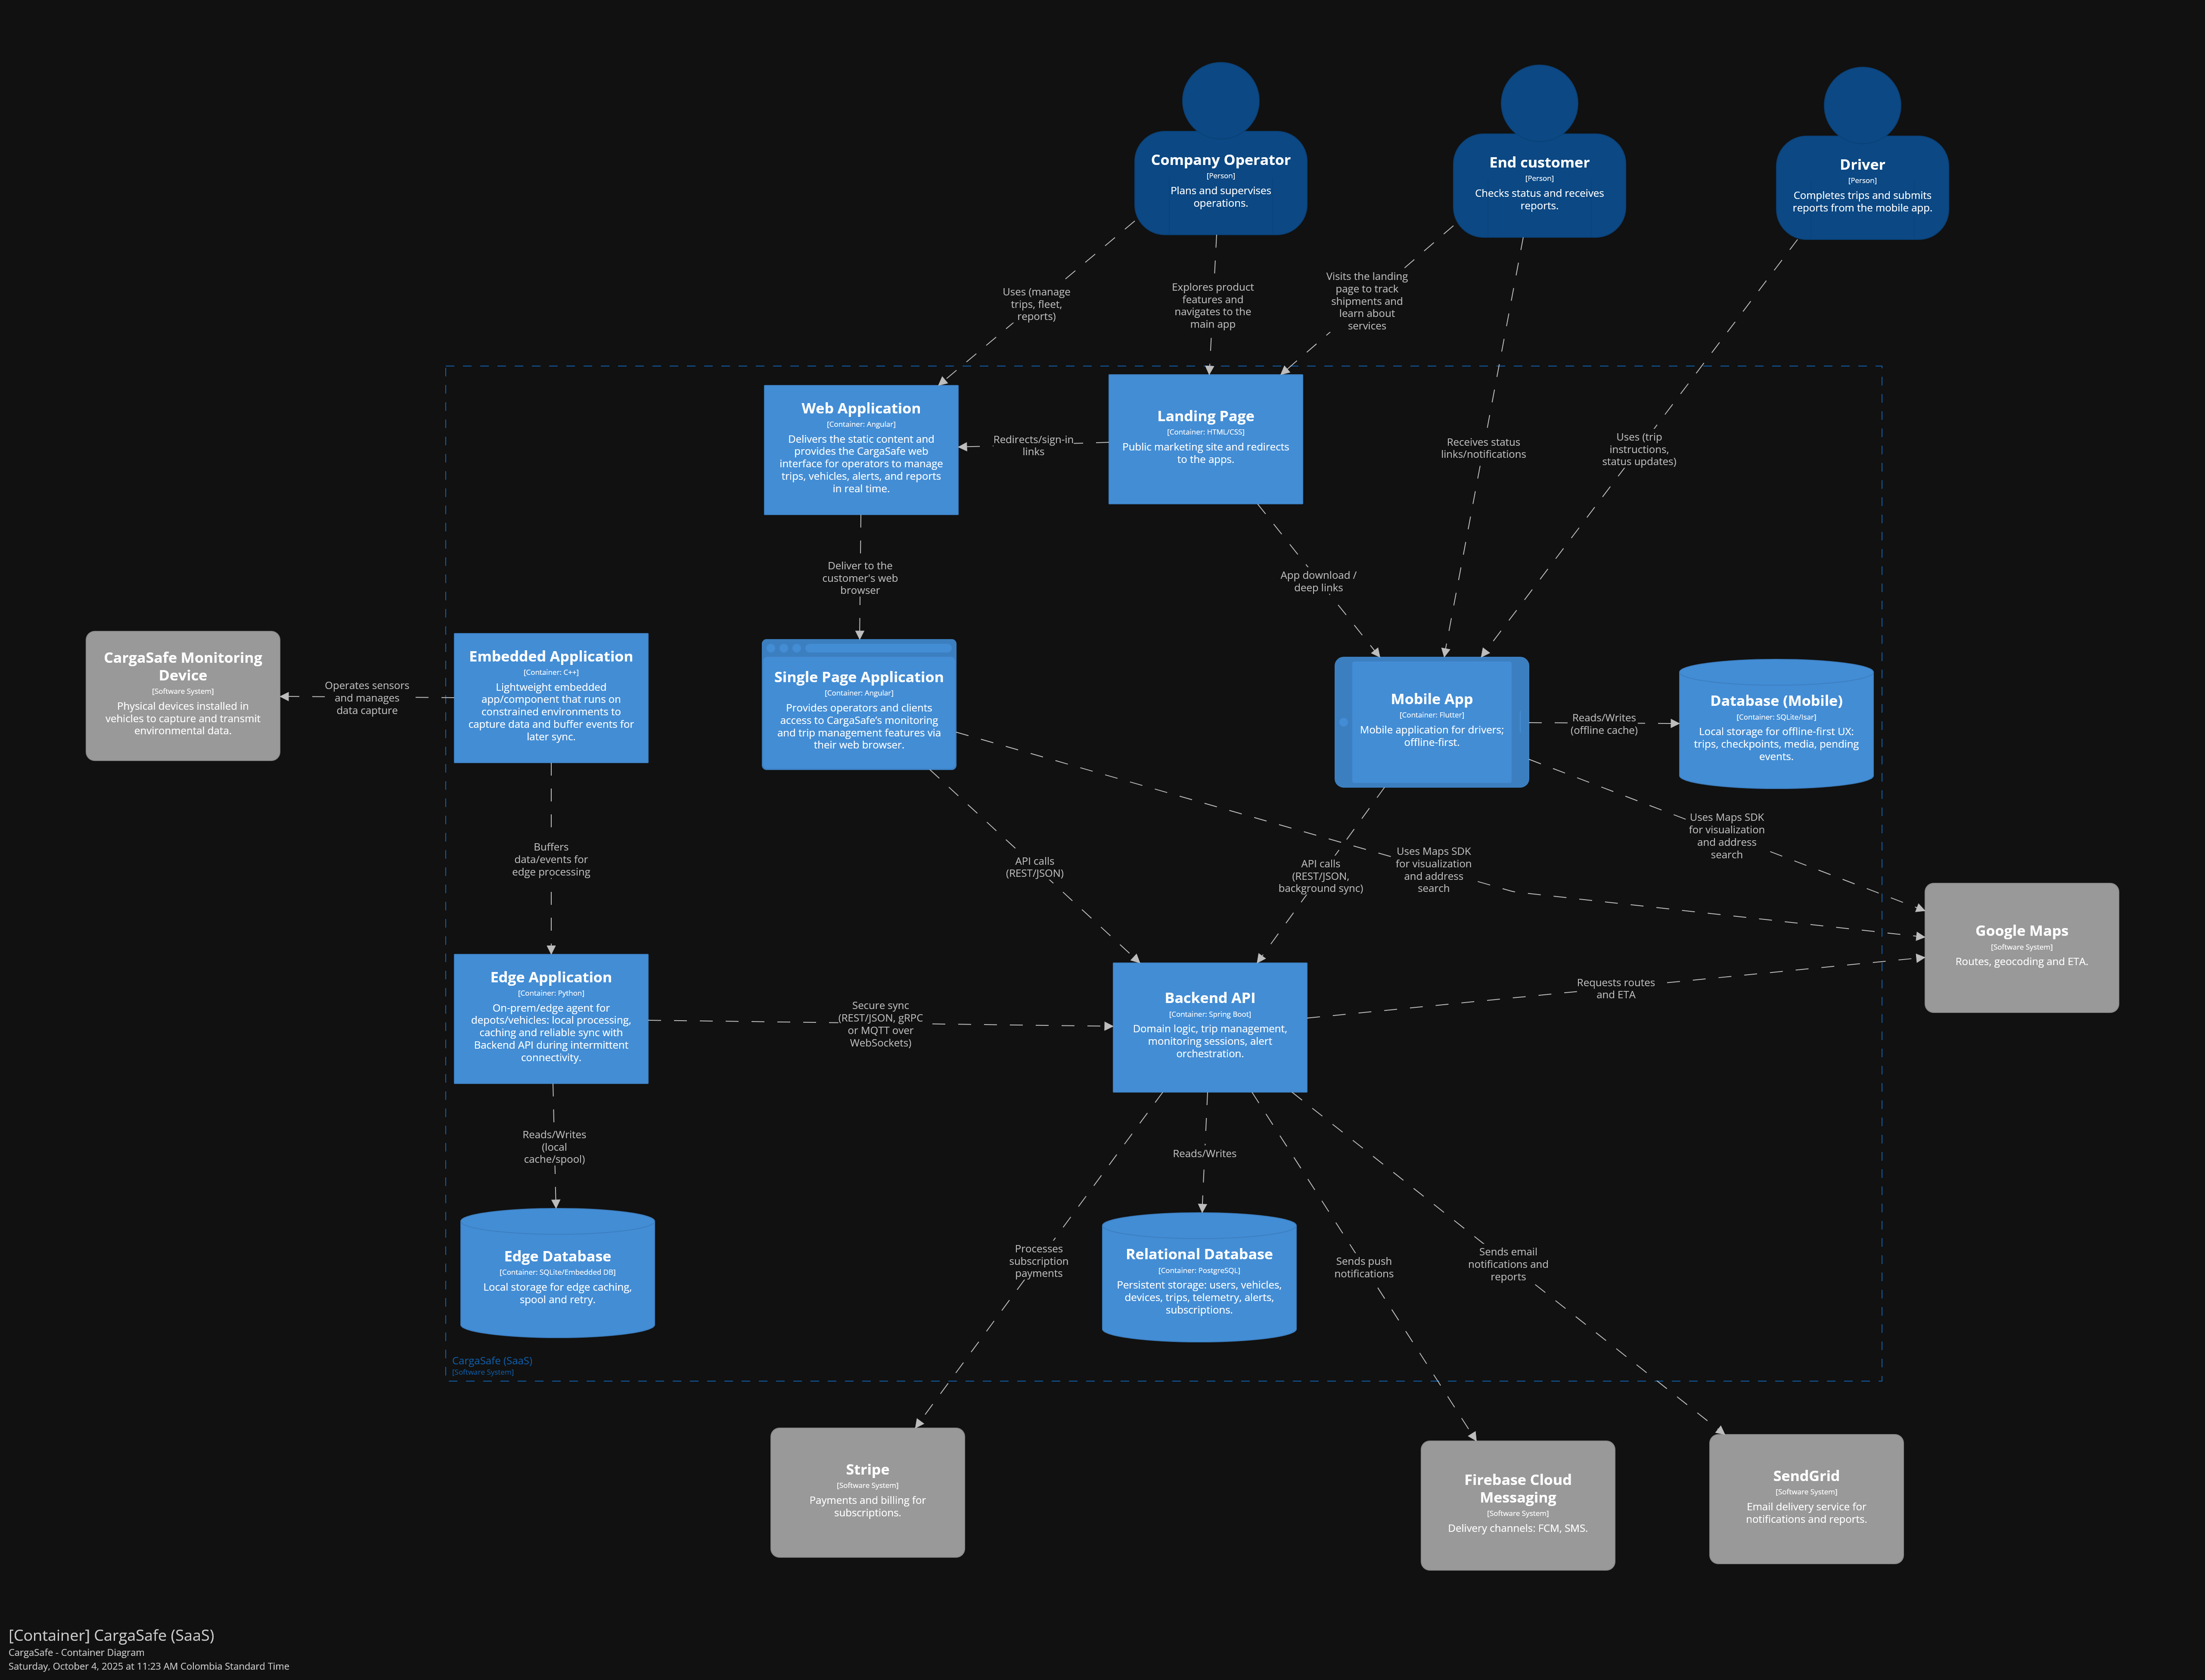 Company Operator
[Person]
Plans and supervises
operations.
End customer
[Person]
Checks status and receives
reports.
Driver
[Person]
Completes trips and submits
reports from the mobile app.
Uses (manage
trips, fleet,
reports)
Explores product
features and
navigates to the
main app
Visits the landing
page to track
shipments and
learn about
services
Web Application
[Container: Angular]
Delivers the static content and
provides the CargaSafe web
interface for operators to manage
trips, vehicles, alerts, and reports
in real time.
Redirects/sign-in
links
Landing Page
[Container: HTML/CSS]
Public marketing site and redirects
to the apps.
Receives status
links/notifications
Uses (trip
instructions,
status updates)
Deliver to the
customer's web
browser
App download /
deep links
CargaSafe Monitoring
Device
[Software System]
Physical devices installed in
vehicles to capture and transmit
environmental data.
Operates sensors
and manages
data capture
Embedded Application
[Container: C++]
Lightweight embedded
app/component that runs on
constrained environments to
capture data and buffer events for
later sync.
Single Page Application
[Container: Angular]
Provides operators and clients
access to CargaSafe's monitoring
and trip management features via
their web browser.
Mobile App
[Container: Flutter]
Mobile application for drivers;
offline-first.
Reads/Writes
(offline cache)
Database (Mobile)
[Container: SQLite/Isar]
Local storage for offline-first UX:
trips, checkpoints, media, pending
events.
Buffers
data/events for
edge processing
API calls
(REST/JSON)
API calls
(REST/JSON,
background sync)
Uses Maps SDK
for visualization
and address
search
Uses Maps SDK
for visualization
and address
search
Google Maps
[Software System]
Routes, geocoding and ETA.
Edge Application
[Container: Python]
On-prem/edge agent for
depots/vehicles: local processing,
caching and reliable sync with
Backend API during intermittent
connectivity.
Secure sync
(REST/JSON, gRPC
or MQTT over
WebSockets)
Backend API
[Container: Spring Boot]
Domain logic, trip management,
monitoring sessions, alert
orchestration.
Requests routes
and ETA
Reads/Writes
(local
cache/spool)
Reads/Writes
Edge Database
[Container: SQLite/Embedded DB]
Local storage for edge caching,
spool and retry.
Processes
subscription
payments
Relational Database
[Container: PostgreSQL]
Persistent storage: users, vehicles,
devices, trips, telemetry, alerts,
subscriptions.
Sends push
notifications
Sends email
notifications and
reports
CargaSafe (SaaS)
[Software System]
Stripe
[Software System]
Payments and billing for
subscriptions.
Firebase Cloud
Messaging
[Software System]
Delivery channels: FCM, SMS.
SendGrid
[Software System]
Email delivery service for
notifications and reports.
[Container] CargaSafe (SaaS)
CargaSafe - Container Diagram
Saturday, October 4, 2025 at 11:23 AM Colombia Standard Time